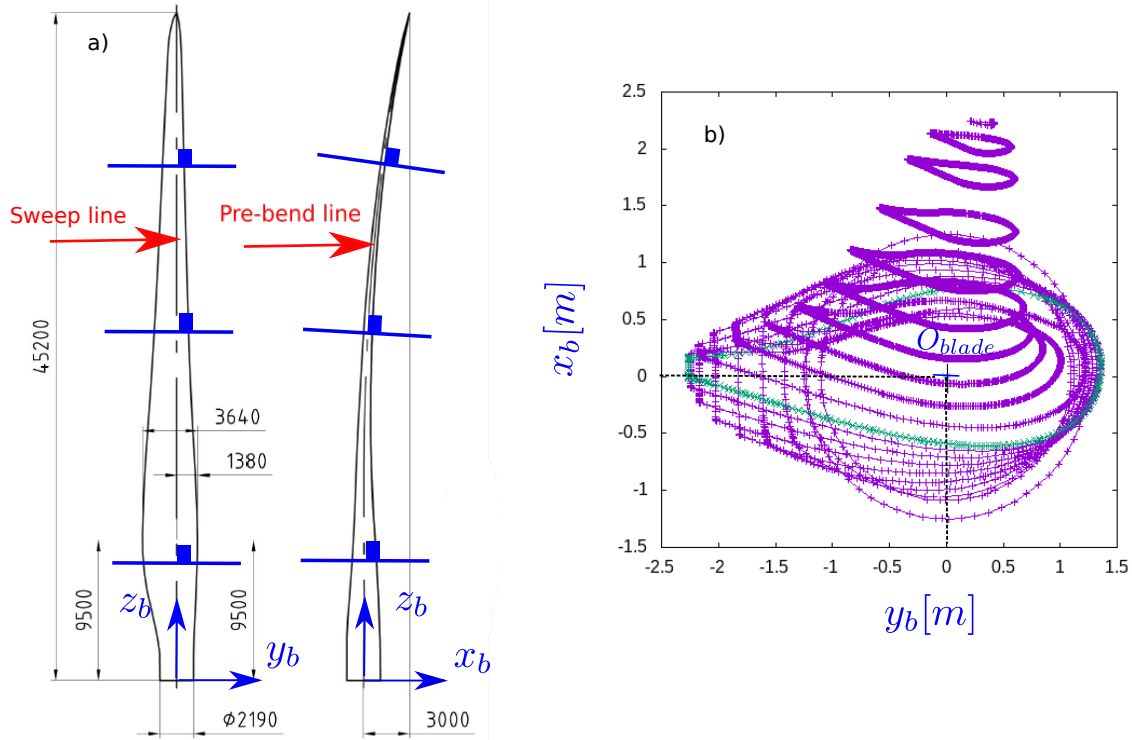 a)
Sweep line
Pre-bend line
45200
3640
1380
9500
9500
z_b
z_b
y_b
x_b
ϕ2190
3000
b)
2.5
2
1.5
1
0.5
0
-0.5
-1
-1.5
-2.5
-2
-1.5
-1
-0.5
0
0.5
1
1.5
x_b[m]
y_b[m]
O_blade